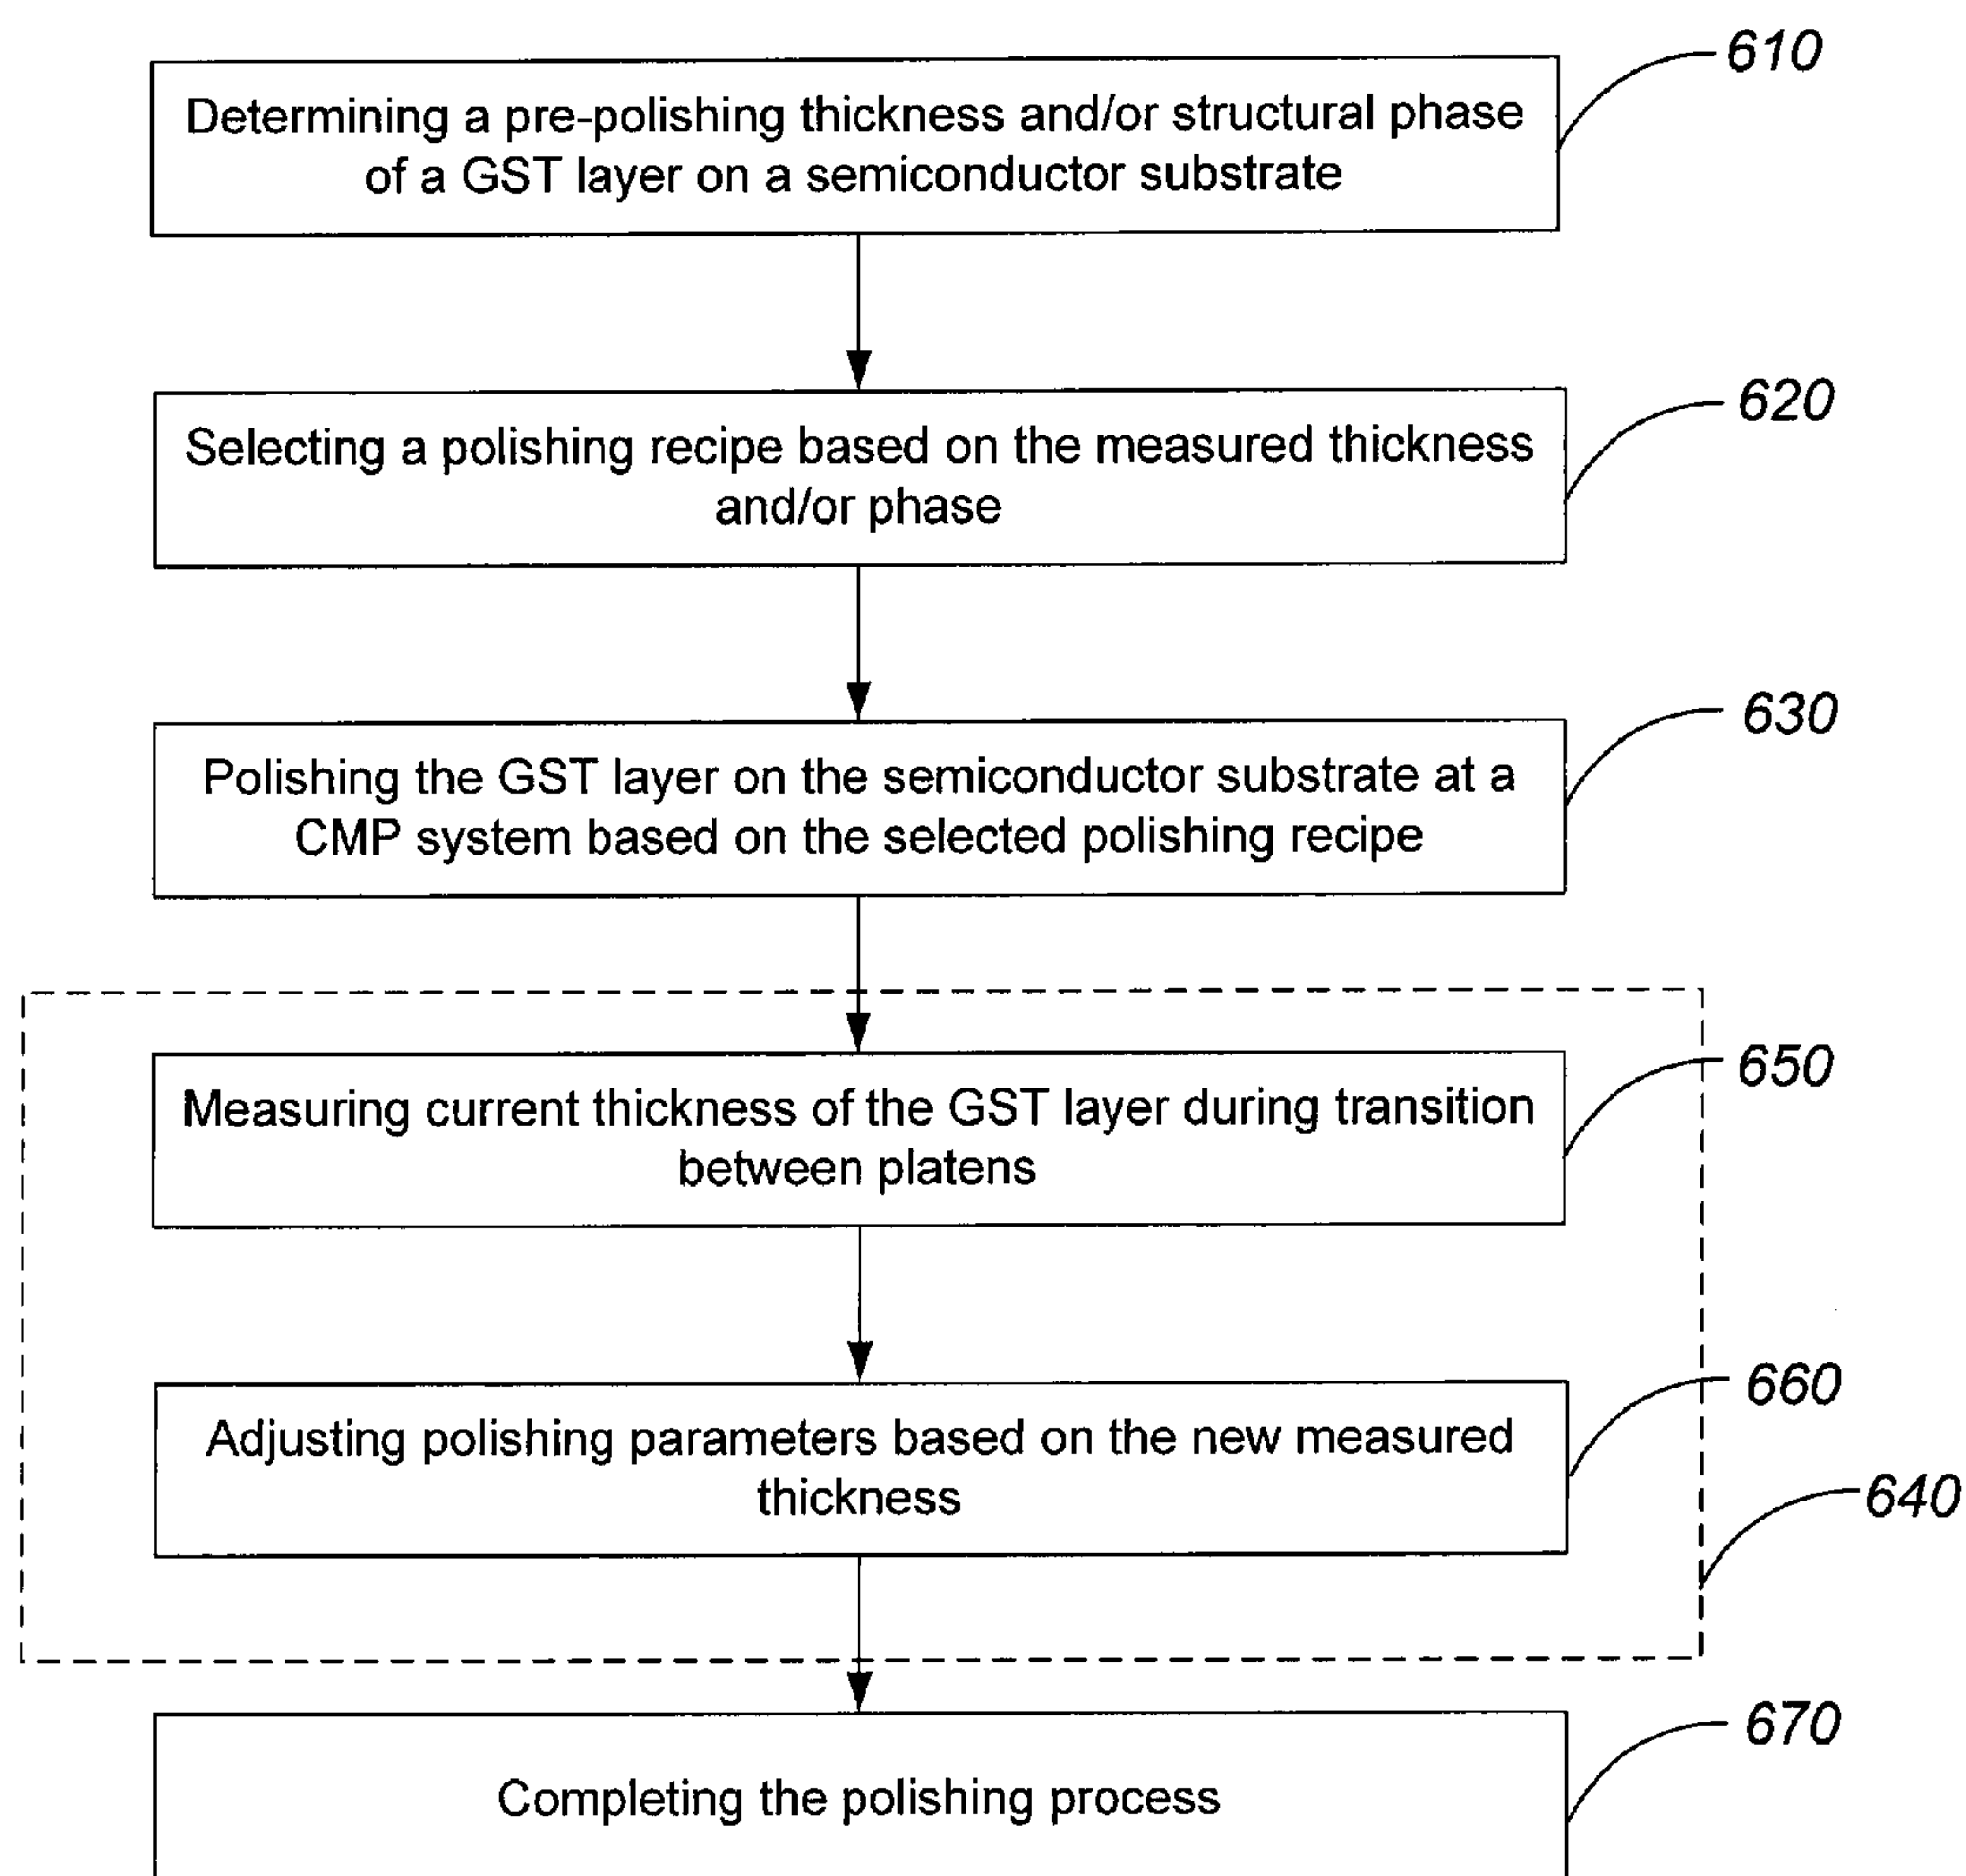 610
Determining a pre-polishing thickness and/or structural phase
of a GST layer on a semiconductor substrate
620
Selecting a polishing recipe based on the measured thickness
and/or phase
630
Polishing the GST layer on the semiconductor substrate at a
CMP system based on the selected polishing recipe
650
Measuring current thickness of the GST layer during transition
between platens
660
Adjusting polishing parameters based on the new measured
thickness
640
670
Completing the polishing process